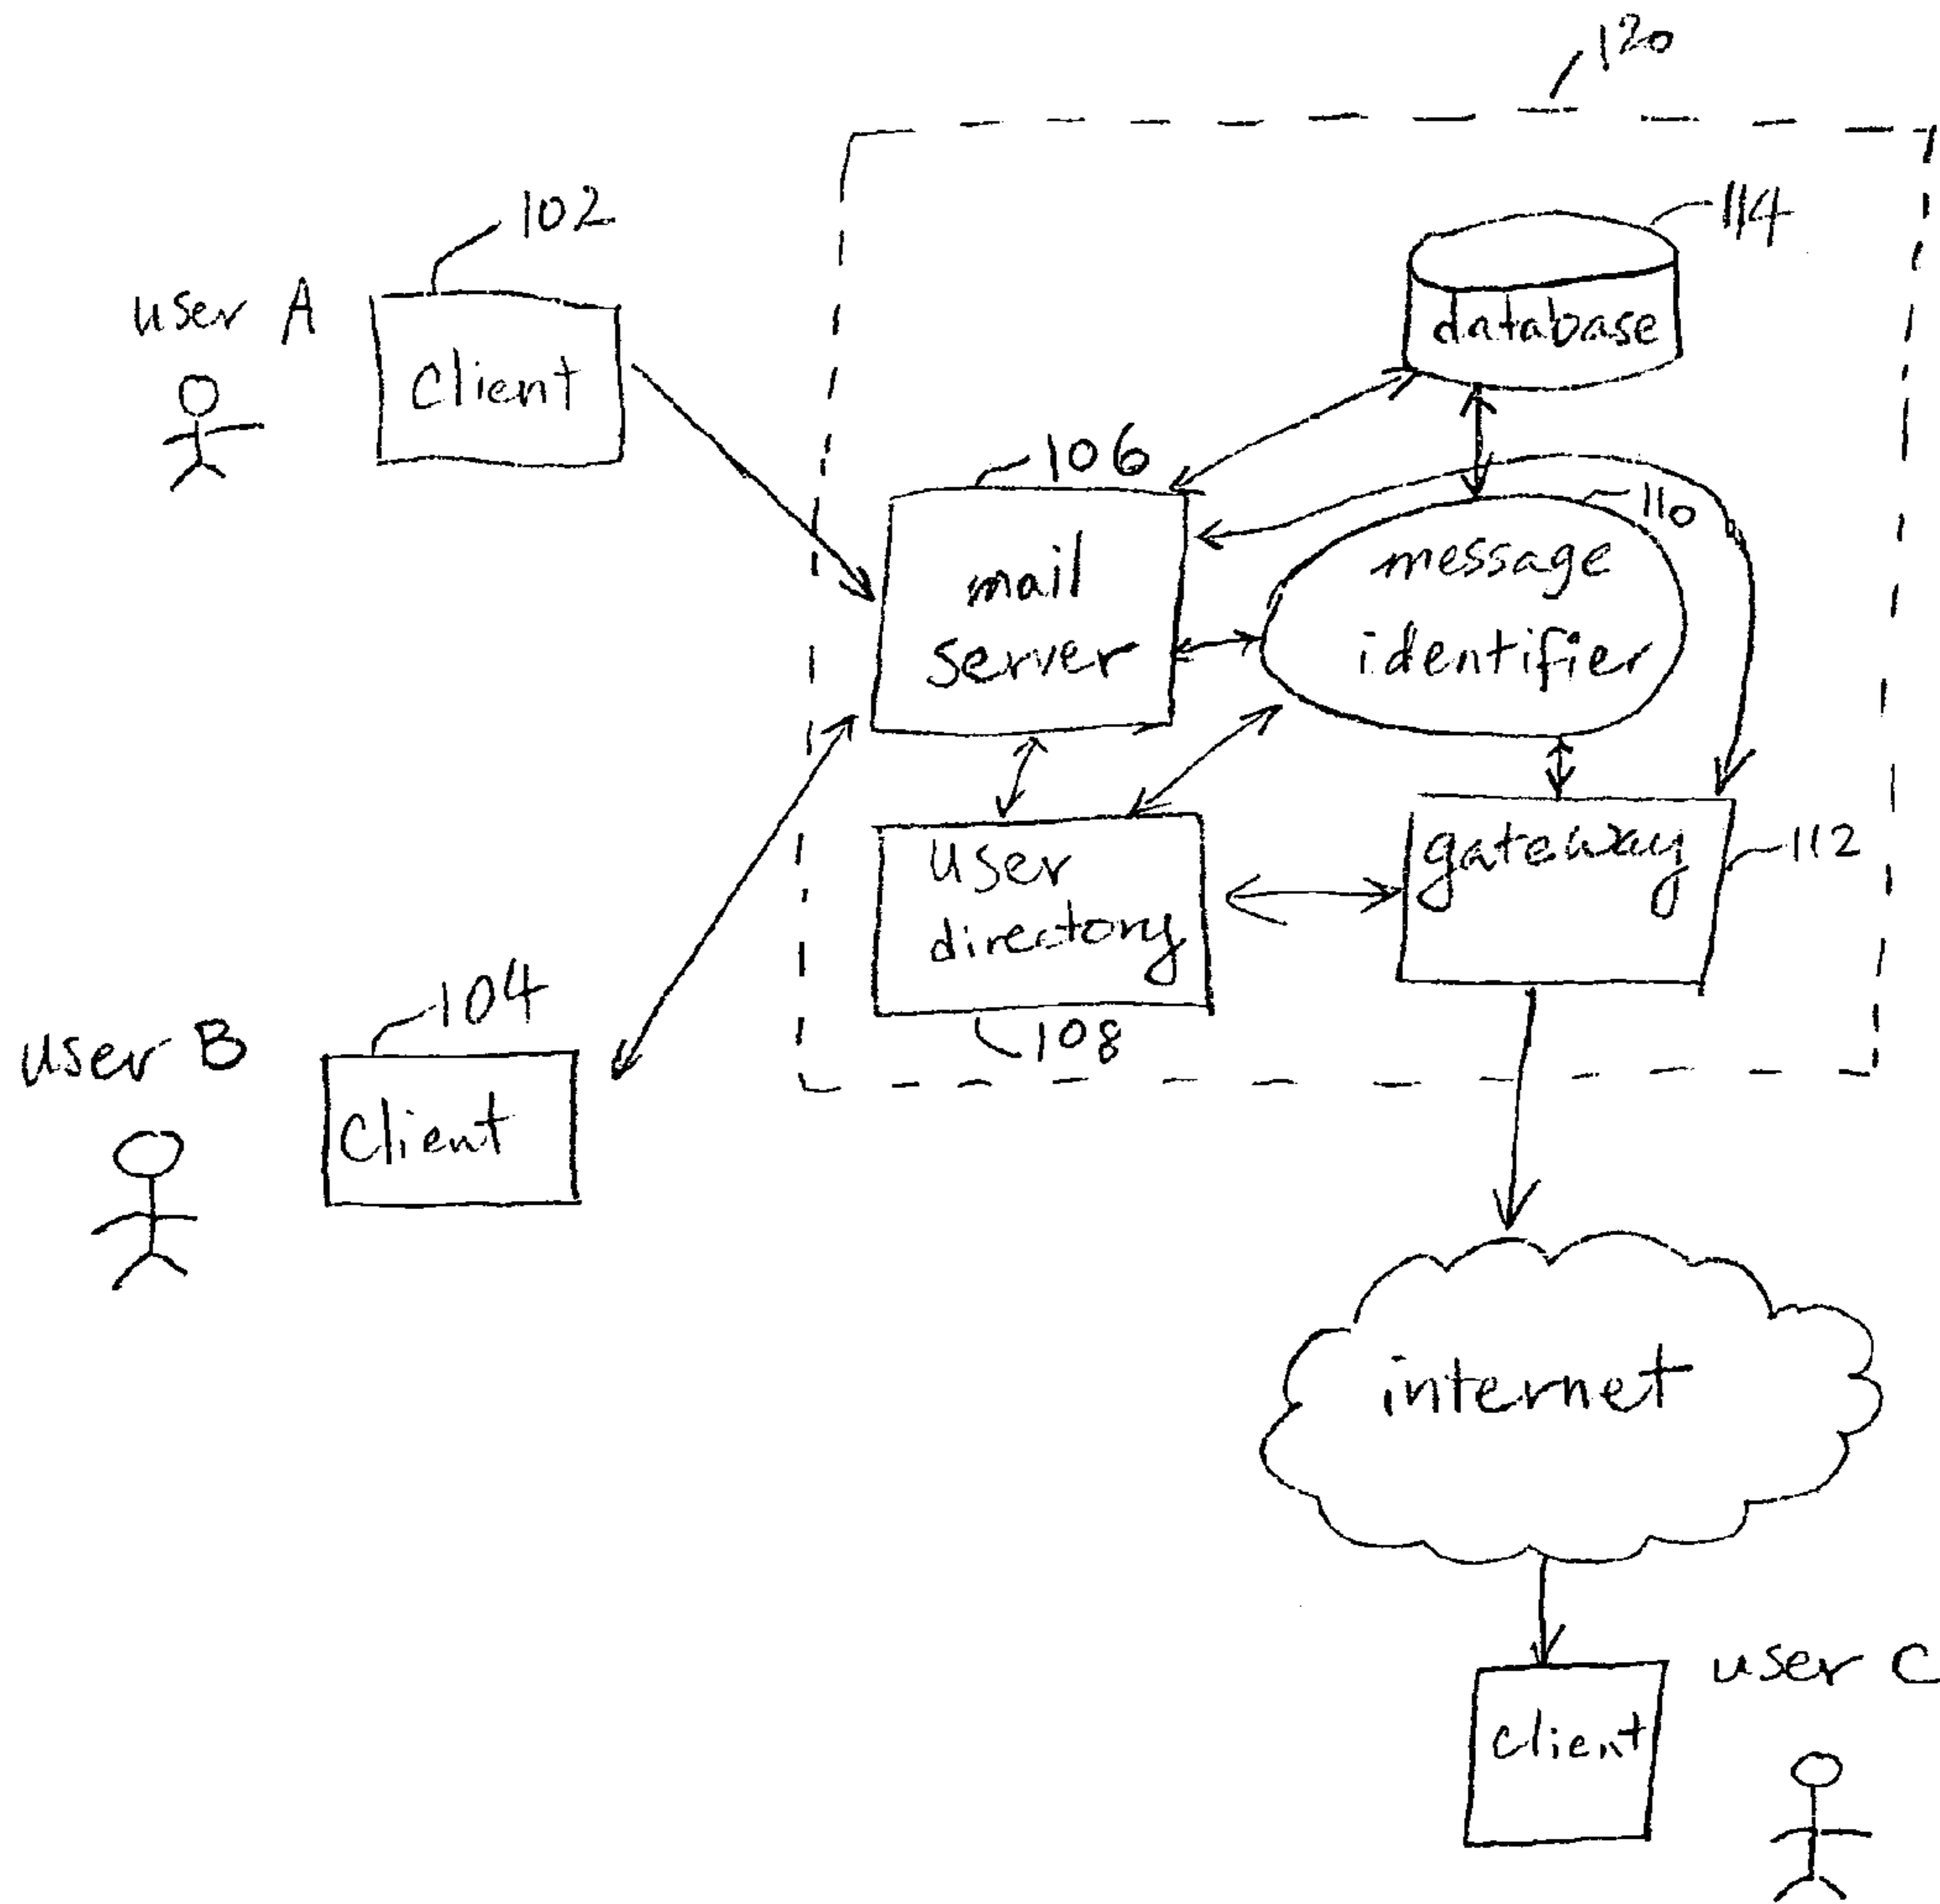 120
114
102
user A
Client
database
106
110
mail
server
message
identifier
user
directory
gateway
112
104
108
user B
Client
internet
user C
client